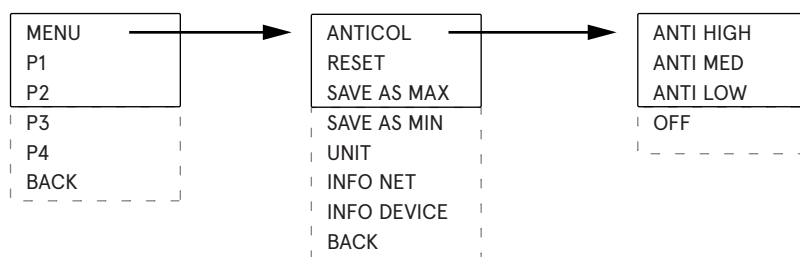 MENU
P1
P2
P3
P4
BACK
ANTICOL
RESET
SAVE AS MAX
SAVE AS MIN
UNIT
INFO NET
INFO DEVICE
BACK
ANTI HIGH
ANTI MED
ANTI LOW
OFF